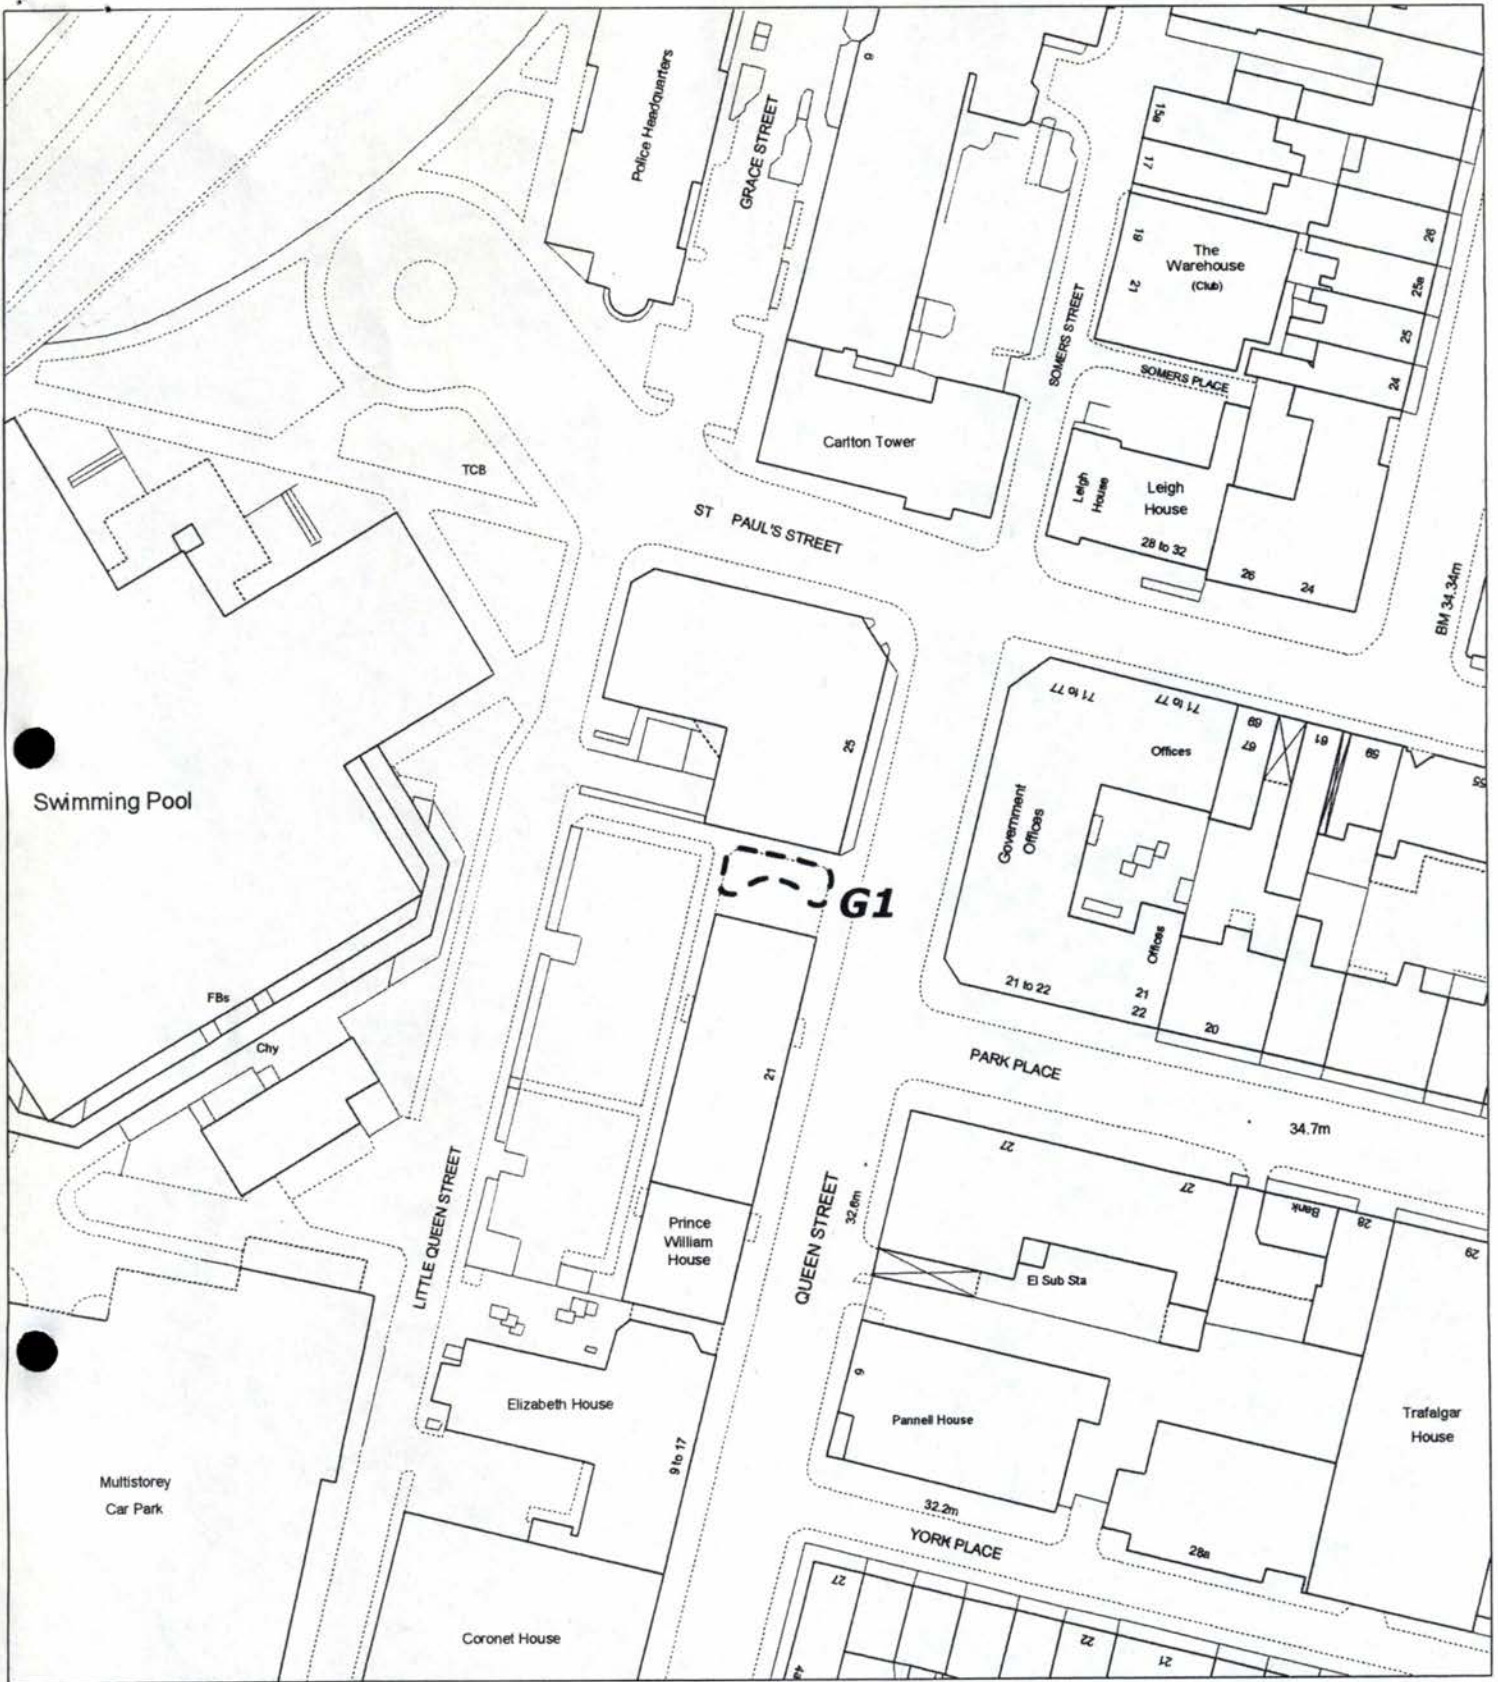 Police Headquarters
GRACE STREET
6
15a
17
19
21
The
Warehouse
(Club)
26
25a
25
24
SOMERS STREET
SOMERS PLACE
Carlton Tower
TCB
Leigh
House
Leigh
House
28 to 32
26
24
ST PAUL'S STREET
BM 34.34m
71 to 77
71 to 77
69
67
61
59
55
Offices
25
Swimming Pool
Government
Offices
G1
Offices
21 to 22
21
22
20
FBs
Chy
21
PARK PLACE
34.7m
27
27
Bank
28
29
LITTLE QUEEN STREET
Prince
William
House
QUEEN STREET
32.6m
El Sub Sta
Elizabeth House
9 to 17
Pannell House
Trafalgar
House
Multistorey
Car Park
32.2m
YORK PLACE
28a
27
22
21
Coronet House